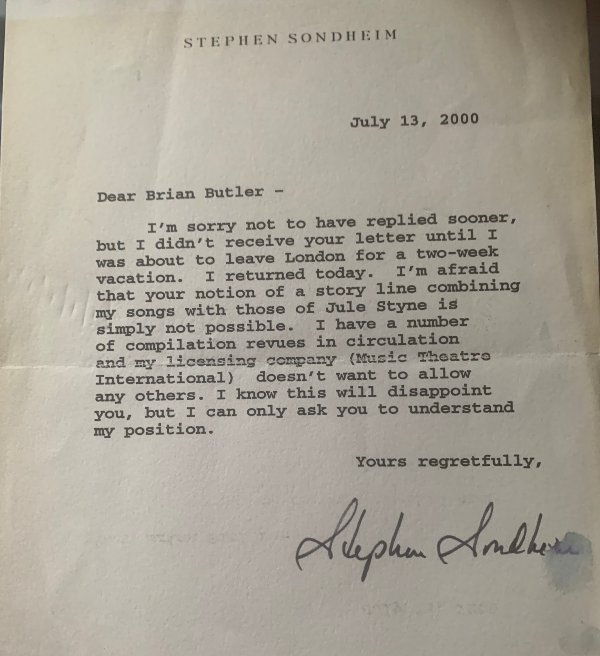 STEPHEN SONDHEIM
July 13, 2000
Dear Brian Butler -
I'm sorry not to have replied sooner,
but I didn't receive your letter until I
was about to leave London for a two-week
vacation. I returned today. I'm afraid
that your notion of a story line combining
my songs with those of Jule Styne is
simply not possible. I have a number
of compilation revues in circulation
and my licensing company (Music Theatre
International) doesn't want to allow
any others. I know this will disappoint
you, but I can only ask you to understand
my position.
Yours regretfully,
Stephen Sondheim